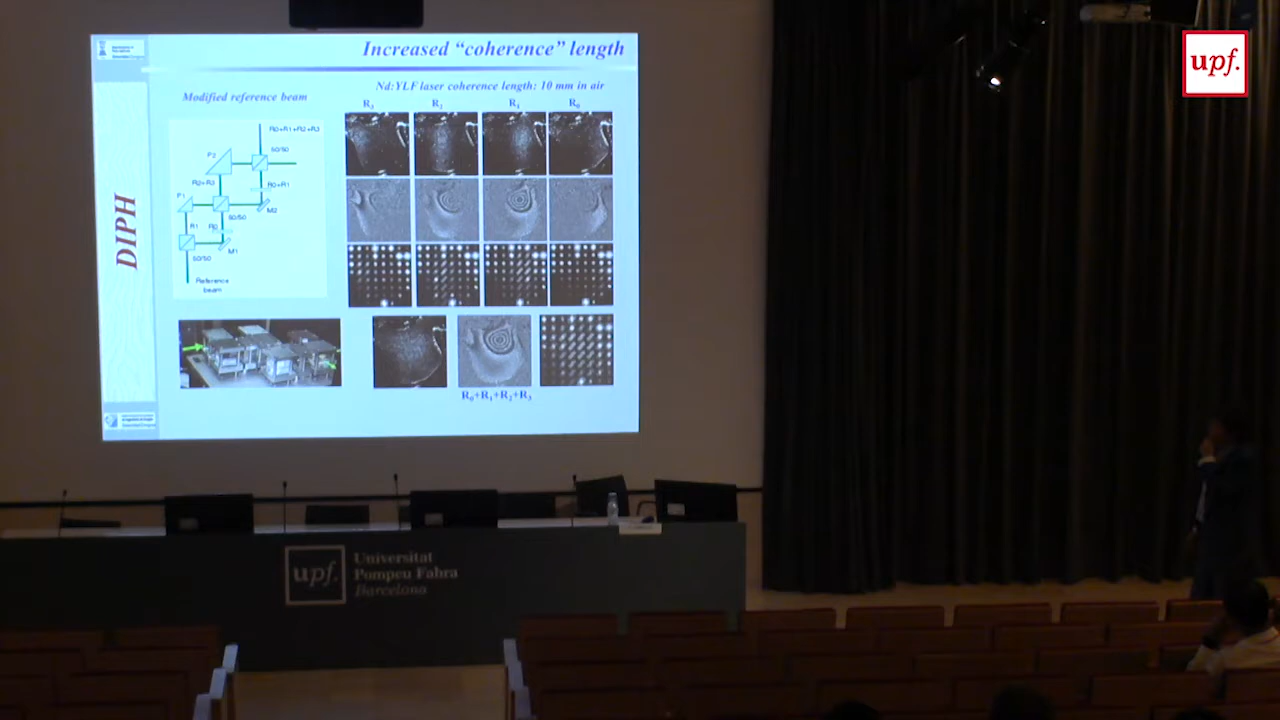 Increased “coherence” length
upf.
Nd:YLF laser coherence length: 10 mm in air
Modified reference beam
R3 R2 R1 R0
R0+R1+R2+R3
50/50
P2
R2+R3
R0+R1
P1
M2
50/50
R1 R0
M1
50/50
Reference
beam
DIPH
R0+R1+R2+R3
upf.
Universitat
Pompeu Fabra
Barcelona